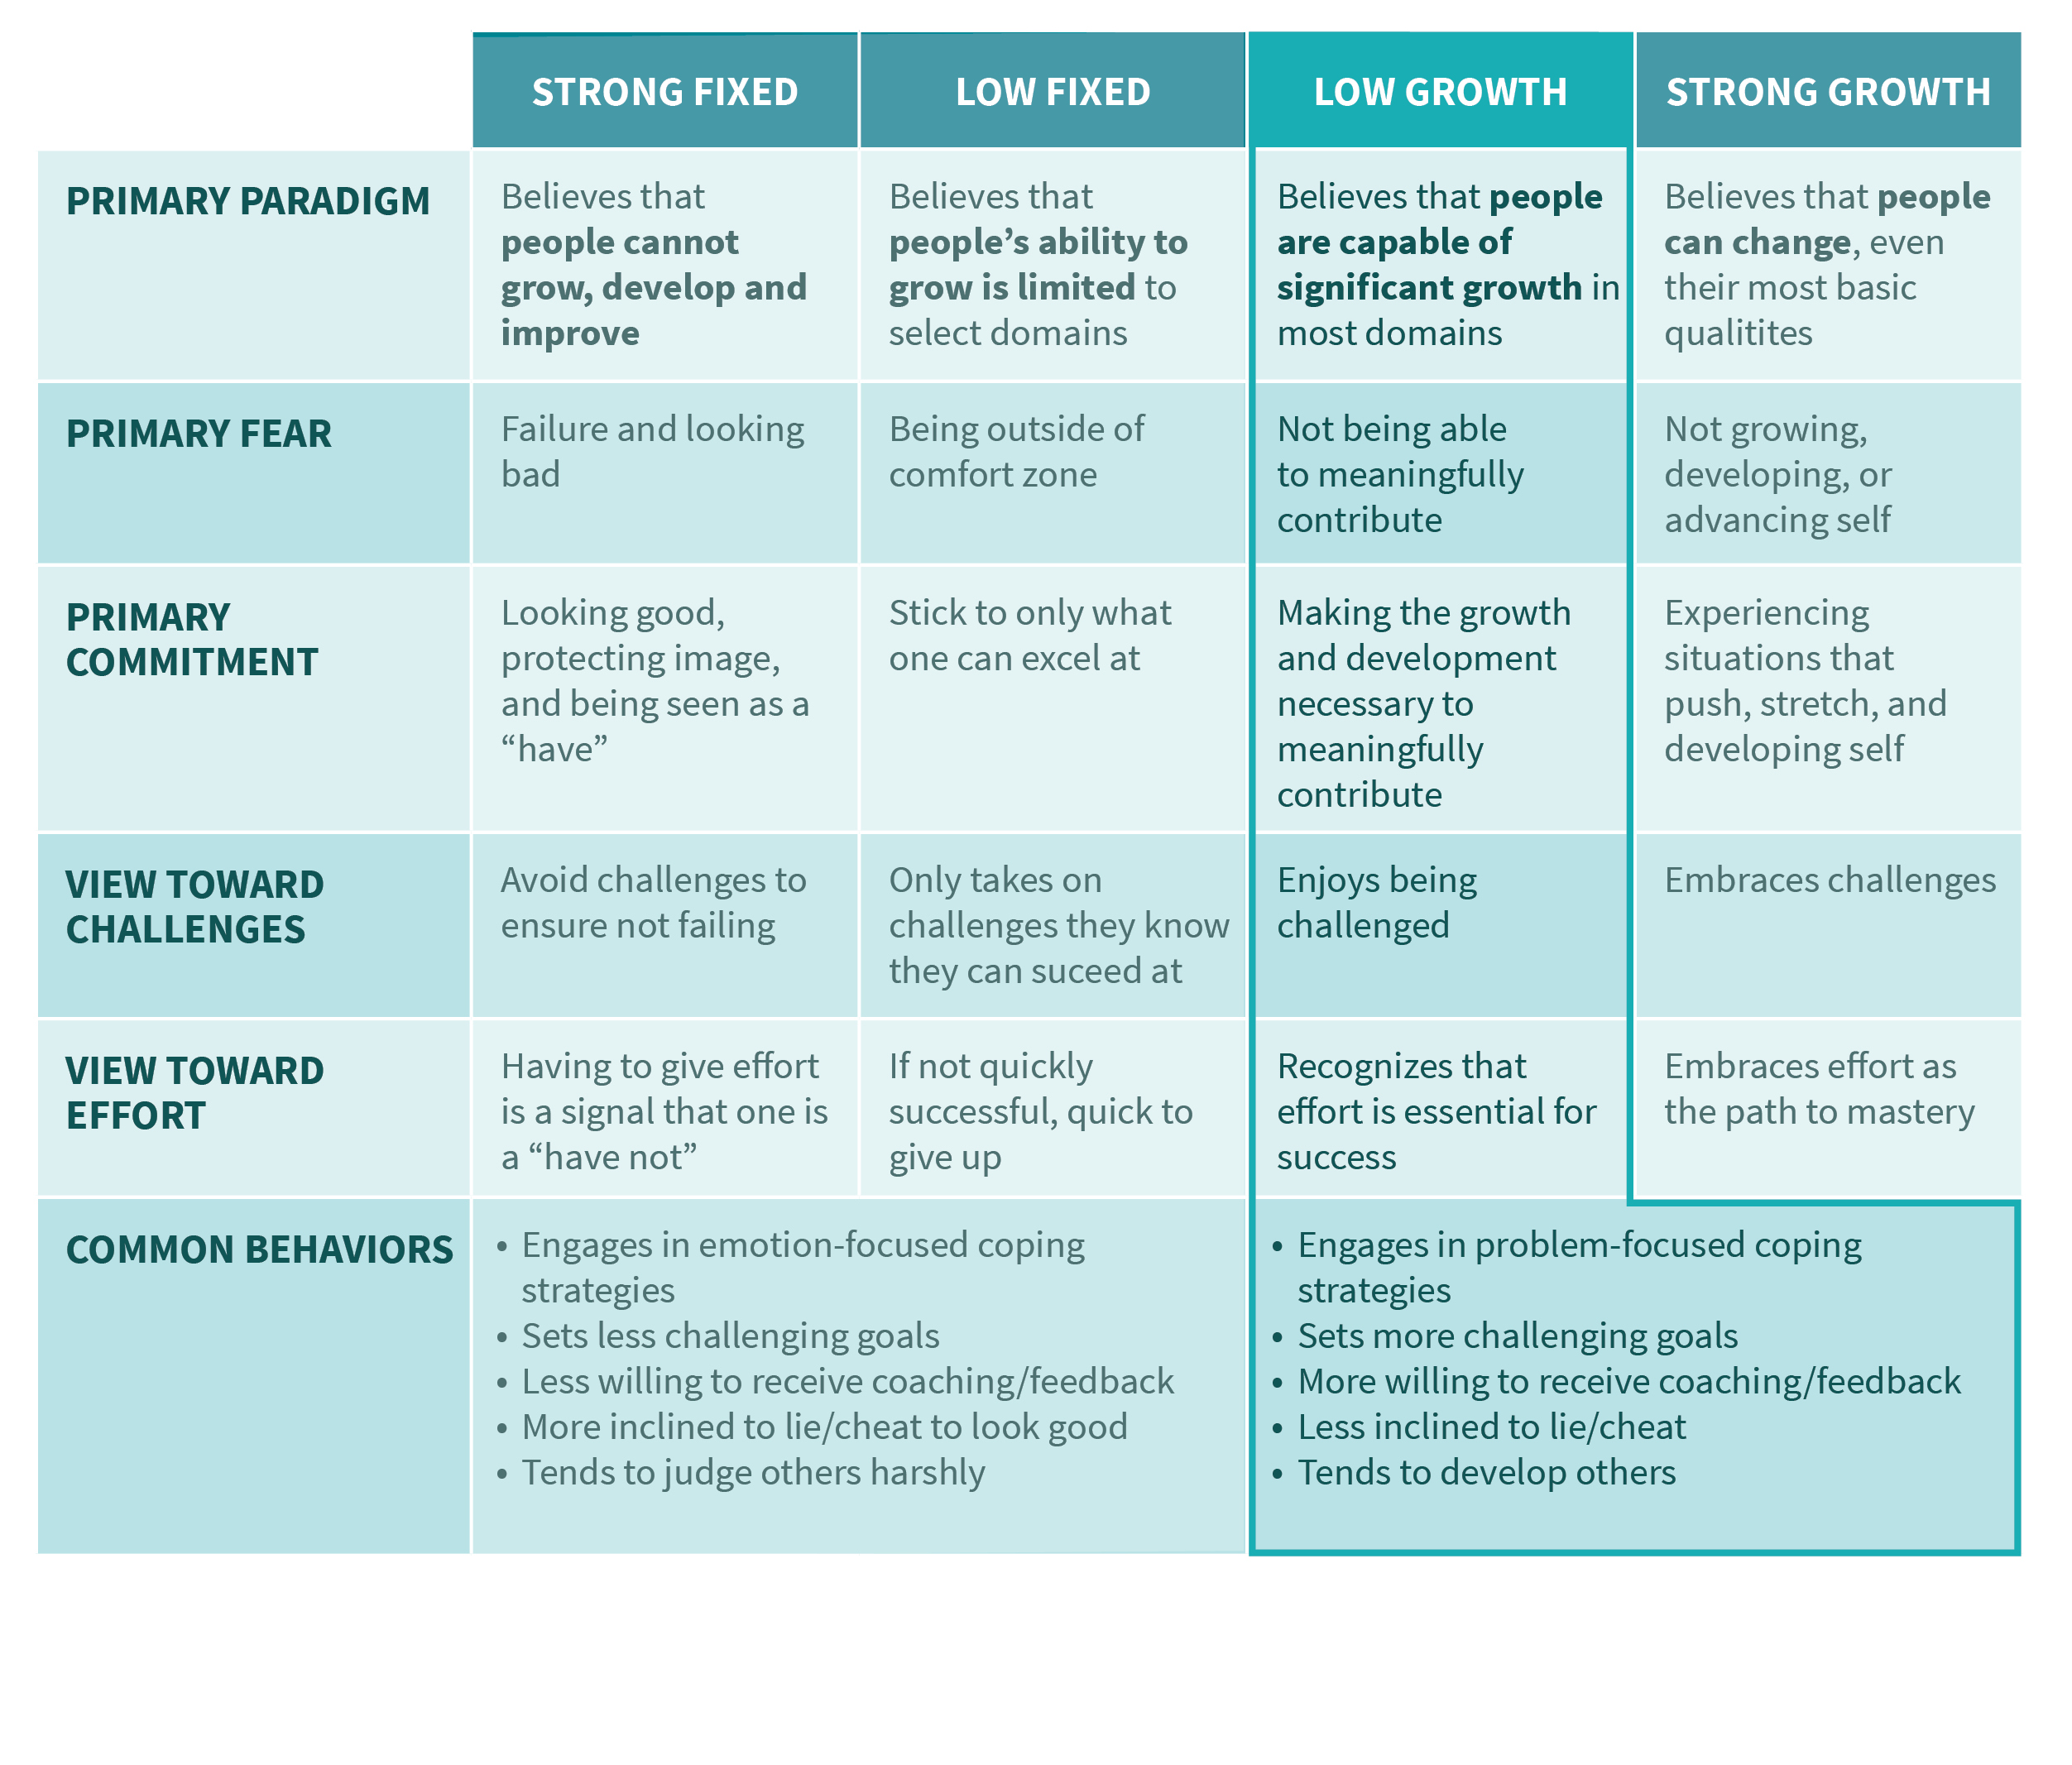 STRONG FIXED
LOW FIXED
LOW GROWTH
STRONG GROWTH
PRIMARY PARADIGM
Believes that
people cannot
grow, develop and
improve
Believes that
people’s ability to
grow is limited to
select domains
Believes that people
are capable of
significant growth in
most domains
Believes that people
can change, even
their most basic
qualitites
PRIMARY FEAR
Failure and looking
bad
Being outside of
comfort zone
Not being able
to meaningfully
contribute
Not growing,
developing, or
advancing self
PRIMARY
COMMITMENT
Looking good,
protecting image,
and being seen as a
“have”
Stick to only what
one can excel at
Making the growth
and development
necessary to
meaningfully
contribute
Experiencing
situations that
push, stretch, and
developing self
VIEW TOWARD
CHALLENGES
Avoid challenges to
ensure not failing
Only takes on
challenges they know
they can suceed at
Enjoys being
challenged
Embraces challenges
VIEW TOWARD
EFFORT
Having to give effort
is a signal that one is
a “have not”
If not quickly
successful, quick to
give up
Recognizes that
effort is essential for
success
Embraces effort as
the path to mastery
COMMON BEHAVIORS
• Engages in emotion-focused coping
strategies
• Sets less challenging goals
• Less willing to receive coaching/feedback
• More inclined to lie/cheat to look good
• Tends to judge others harshly
• Engages in problem-focused coping
strategies
• Sets more challenging goals
• More willing to receive coaching/feedback
• Less inclined to lie/cheat
• Tends to develop others